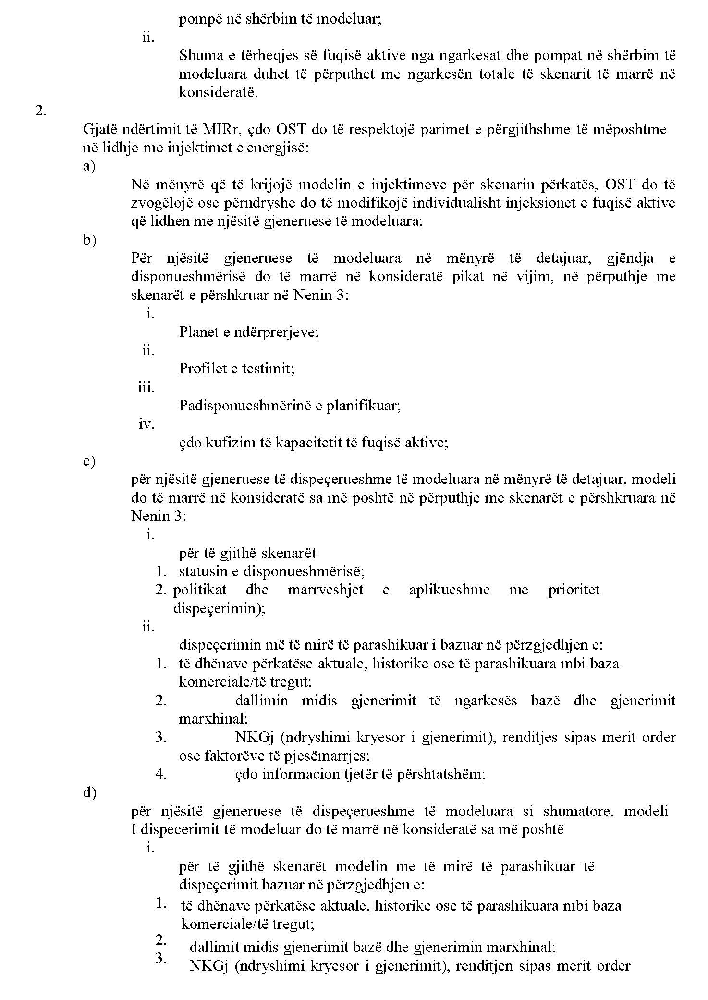 pompë në shërbim të modeluar;
ii.
Shuma e tërheqjes së fuqisë aktive nga ngarkesat dhe pompat në shërbim të
modeluara duhet të përputhet me ngarkesën totale të skenarit të marrë në
konsideratë.
2.
Gjatë ndërtimit të MIRr, çdo OST do të respektojë parimet e përgjithshme të mëposhtme
në lidhje me injektimet e energjisë:
a)
Në mënyrë që të krijojë modelin e injektimeve për skenarin përkatës, OST do të
zvogëlojë ose përndryshe do të modifikojë individualisht injeksionet e fuqisë aktive
që lidhen me njësitë gjeneruese të modeluara;
b)
Për njësitë gjeneruese të modeluara në mënyrë të detajuar, gjëndja e
disponueshmërisë do të marrë në konsideratë pikat në vijim, në përputhje me
skenarët e përshkruar në Nenin 3:
i.
Planet e ndërprerjeve;
ii.
Profilet e testimit;
iii.
Padisponueshmërinë e planifikuar;
iv.
çdo kufizim të kapacitetit të fuqisë aktive;
c)
për njësitë gjeneruese të dispeçerueshme të modeluara në mënyrë të detajuar, modeli
do të marrë në konsideratë sa më poshtë në përputhje me skenarët e përshkruara në
Nenin 3:
i.
për të gjithë skenarët
1. statusin e disponueshmërisë;
2. politikat dhe marrveshjet e aplikueshme me prioritet
dispeçerimin);
ii.
dispeçerimin më të mirë të parashikuar i bazuar në përzgjedhjen e:
1. të dhënave përkatëse aktuale, historike ose të parashikuara mbi baza
komerciale/të tregut;
2. dallimin midis gjenerimit të ngarkesës bazë dhe gjenerimit
marxhinal;
3. NKGj (ndryshimi kryesor i gjenerimit), renditjes sipas merit order
ose faktorëve të pjesëmarrjes;
4. çdo informacion tjetër të përshtatshëm;
d)
për njësitë gjeneruese të dispeçerueshme të modeluara si shumatore, modeli
I dispecerimit të modeluar do të marrë në konsideratë sa më poshtë
i.
për të gjithë skenarët modelin me të mirë të parashikuar të
dispeçerimit bazuar në përzgjedhjen e:
1. të dhënave përkatëse aktuale, historike ose të parashikuara mbi baza
komerciale/të tregut;
2. dallimit midis gjenerimit bazë dhe gjenerimin marxhinal;
3. NKGj (ndryshimi kryesor i gjenerimit), renditjen sipas merit order